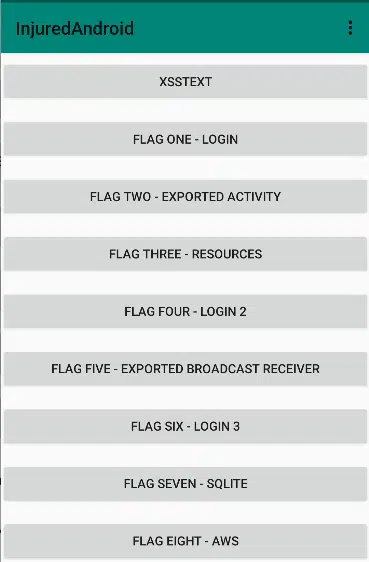 InjuredAndroid
XSSTEXT
FLAG ONE - LOGIN
FLAG TWO - EXPORTED ACTIVITY
FLAG THREE - RESOURCES
FLAG FOUR - LOGIN 2
FLAG FIVE - EXPORTED BROADCAST RECEIVER
FLAG SIX - LOGIN 3
FLAG SEVEN - SQLITE
FLAG EIGHT - AWS